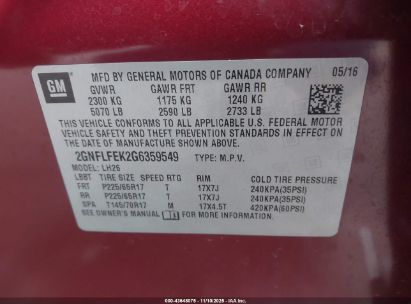 GM
MFD BY GENERAL MOTORS OF CANADA COMPANY 05/16
GVWR GAWR FRT GAWR RR
2300 KG 1175 KG 1240 KG
5070 LB 2590 LB 2733 LB
THIS VEHICLE CONFORMS TO ALL APPLICABLE U.S. FEDERAL MOTOR
VEHICLE SAFETY AND THEFT PREVENTION STANDARDS IN EFFECT
ON THE DATE OF MANUFACTURE SHOWN ABOVE.
2GNFLFEK2G6359549 TYPE: M.P.V.
MODEL: LH26
LBBT TIRE SIZE SPEED RTG RIM COLD TIRE PRESSURE
FRT P225/65R17 T 17X7J 240KPA(35PSI)
RR P225/65R17 T 17X7J 240KPA(35PSI)
SPA T145/70R17 M 17X4.5T 420KPA(60PSI)
SEE OWNER'S MANUAL FOR ADDITIONAL INFORMATION.